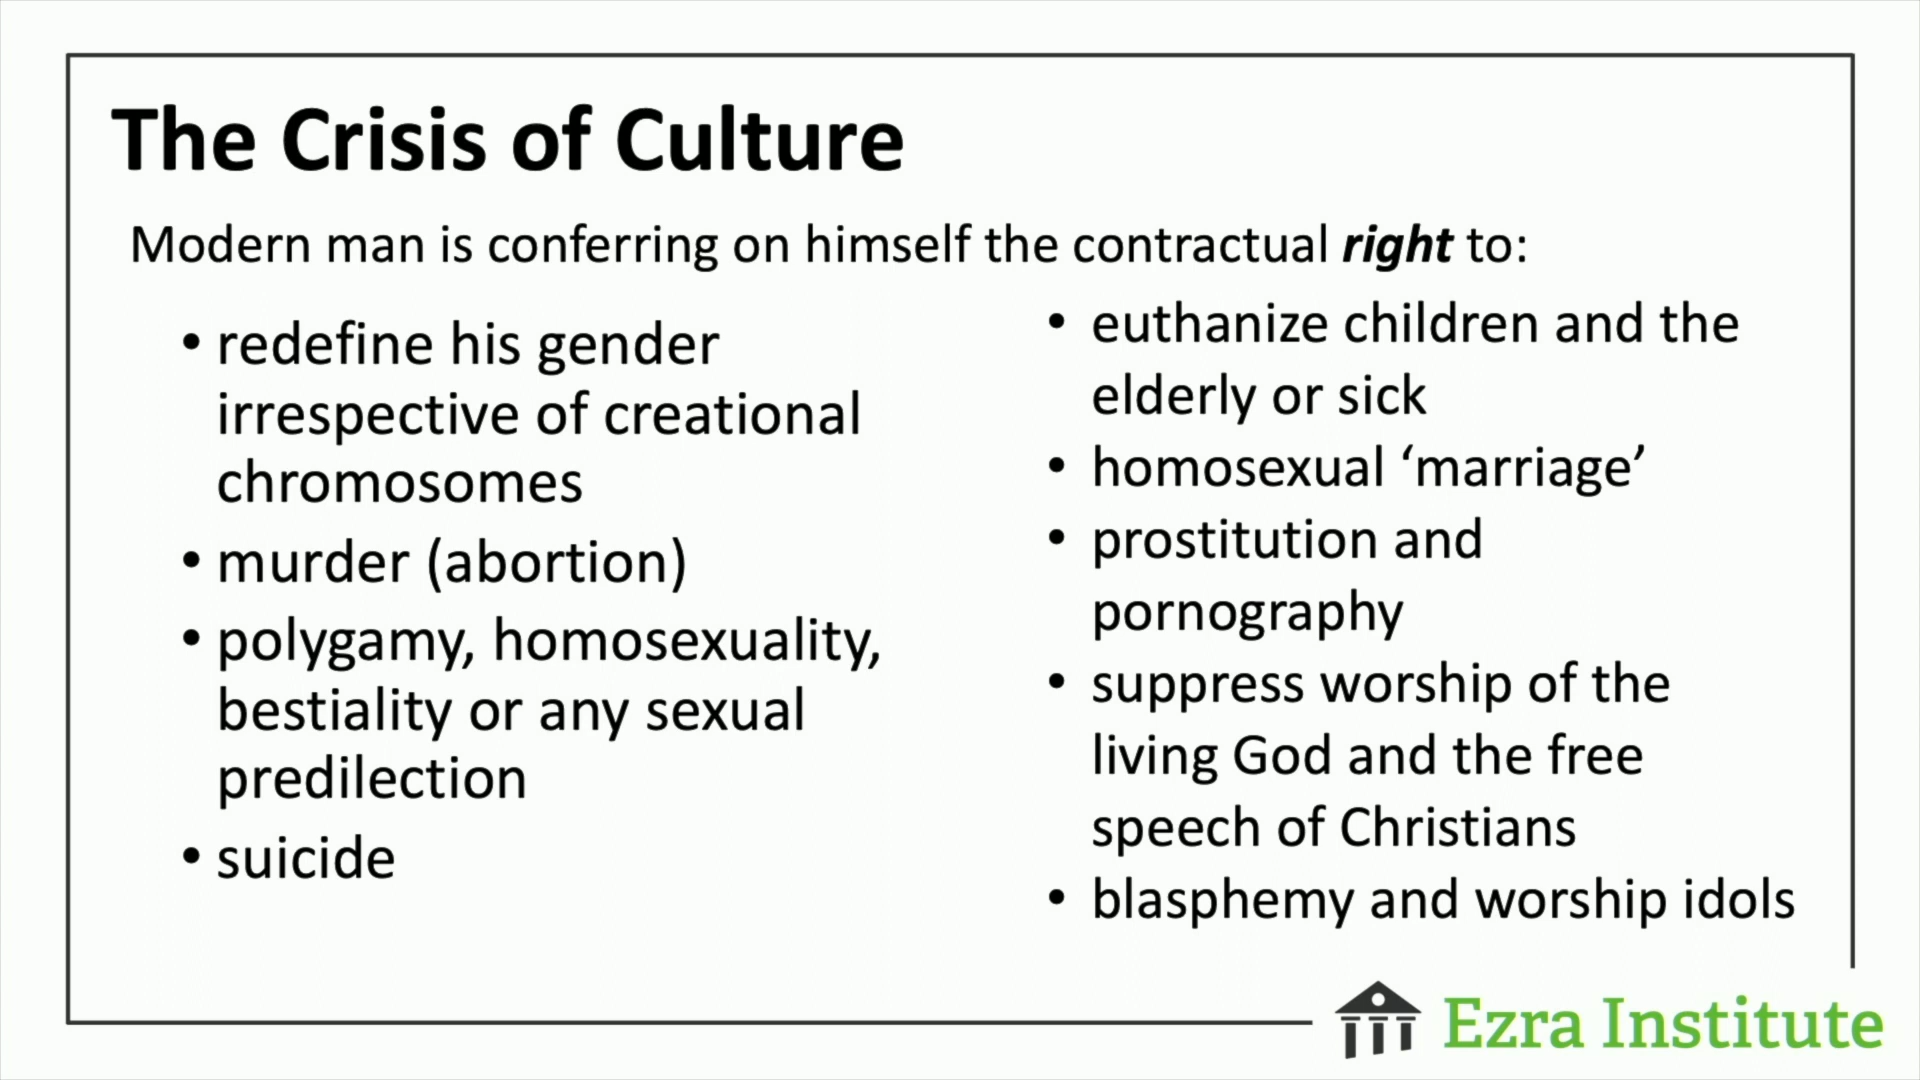 The Crisis of Culture
Modern man is conferring on himself the contractual right to:
• redefine his gender
irrespective of creational
chromosomes
• murder (abortion)
• polygamy, homosexuality,
bestiality or any sexual
predilection
• suicide
• euthanize children and the
elderly or sick
• homosexual ‘marriage’
• prostitution and
pornography
• suppress worship of the
living God and the free
speech of Christians
• blasphemy and worship idols
Ezra Institute